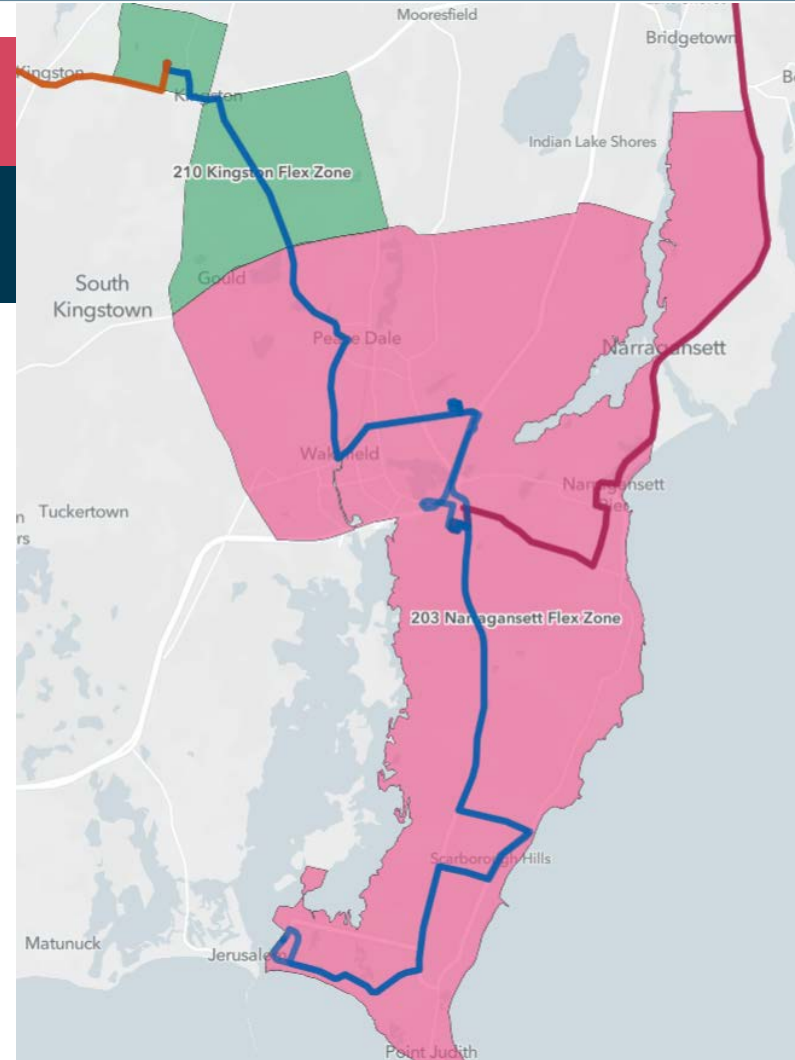 Mooresfield
Bridgetown
Kingston
Kingston
Indian Lake Shores
210 Kingston Flex Zone
Gould
South
Kingstown
Peace Dale
Narragansett
Wakefield
Narragansett
Pier
Tuckertown
203 Narragansett Flex Zone
Scarborough Hills
Matunuck
Jerusalem
Point Judith